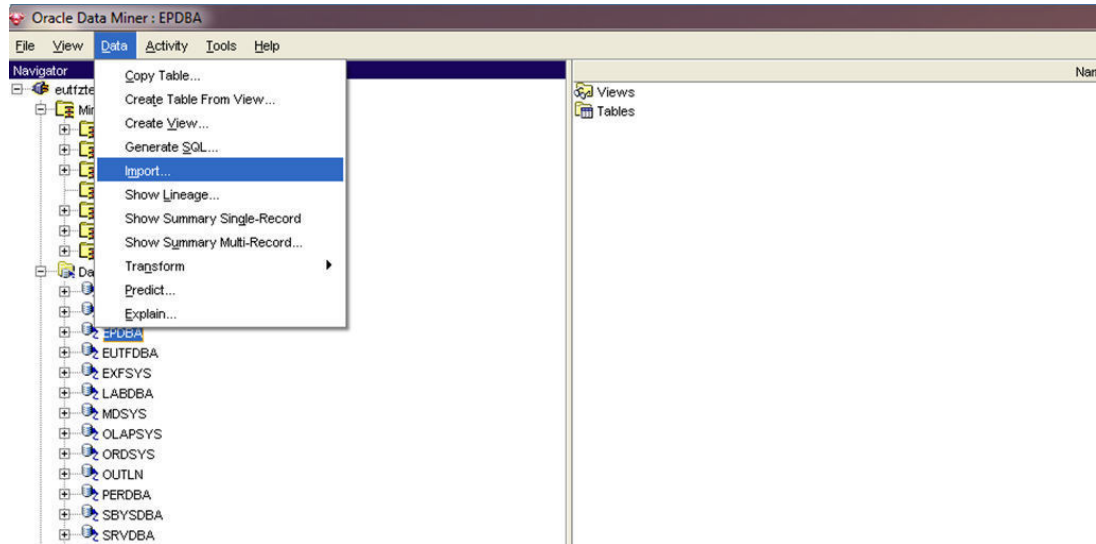 Oracle Data Miner : EPDBA
File View Data Activity Tools Help
Navigator
Copy Table...
Create Table From View...
Create View...
Generate SQL...
Import...
Show Lineage...
Show Summary Single-Record
Show Summary Multi-Record...
Transform
Predict...
Explain...
EPDBA
EUTFDBA
EXFSYS
LABDBA
MDSYS
OLAPSYS
ORDSYS
OUTLN
PERDBA
SBYSDBA
SRVDBA
Views
Tables